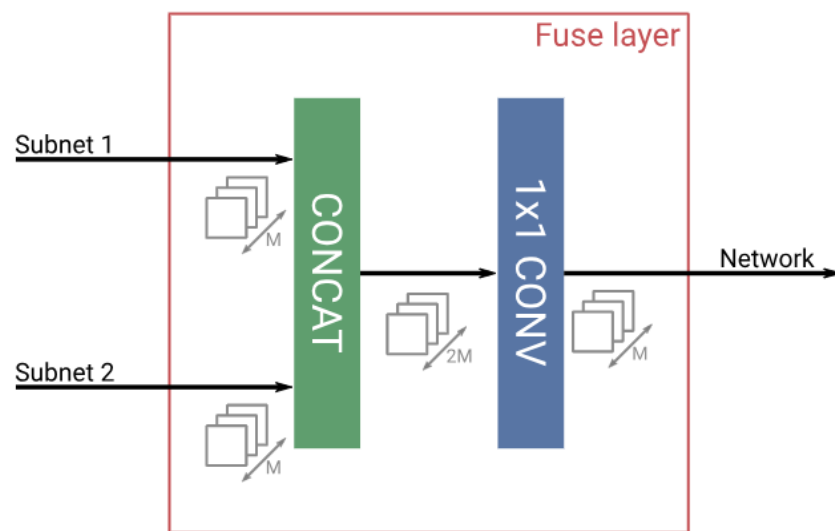 Fuse layer
Subnet 1
M
CONCAT
1x1 CONV
Network
2M
M
Subnet 2
M